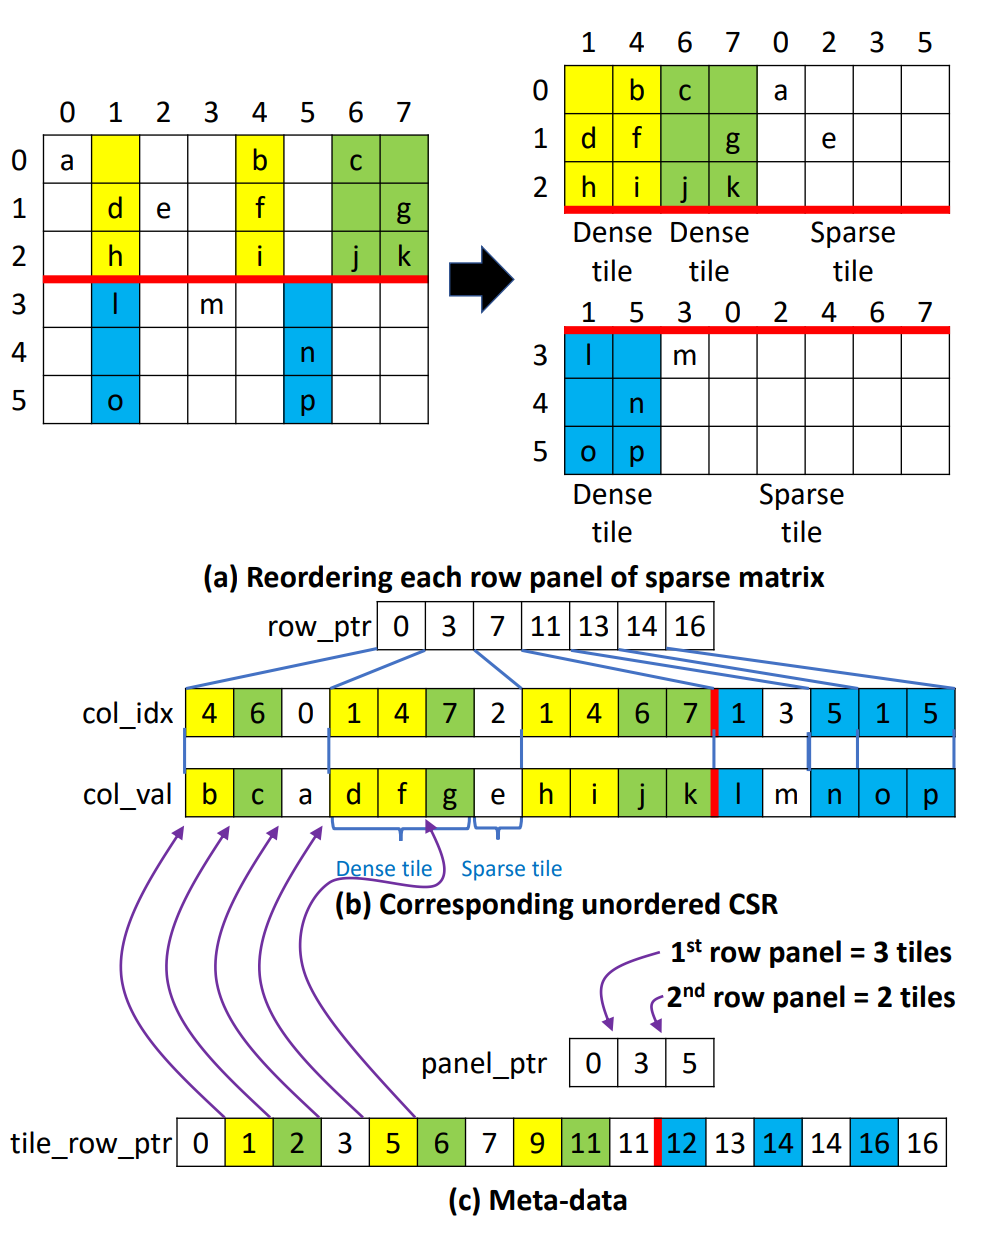 1 4 6 7 0 2 3 5
0 b c a
1 d f g e
2 h i j k
Dense tile Dense tile Sparse tile
0 1 2 3 4 5 6 7
0 a b c
1 d e f g
2 h i j k
3 l m
4 n
5 o p
1 5 3 0 2 4 6 7
3 l m
4 n
5 o p
Dense tile Sparse tile
(a) Reordering each row panel of sparse matrix
row_ptr 0 3 7 11 13 14 16
col_idx 4 6 0 1 4 7 2 1 4 6 7 1 3 5 1 5
col_val b c a d f g e h i j k l m n o p
Dense tile Sparse tile
(b) Corresponding unordered CSR
1st row panel = 3 tiles
2nd row panel = 2 tiles
panel_ptr 0 3 5
tile_row_ptr 0 1 2 3 5 6 7 9 11 11 12 13 14 14 16 16
(c) Meta-data